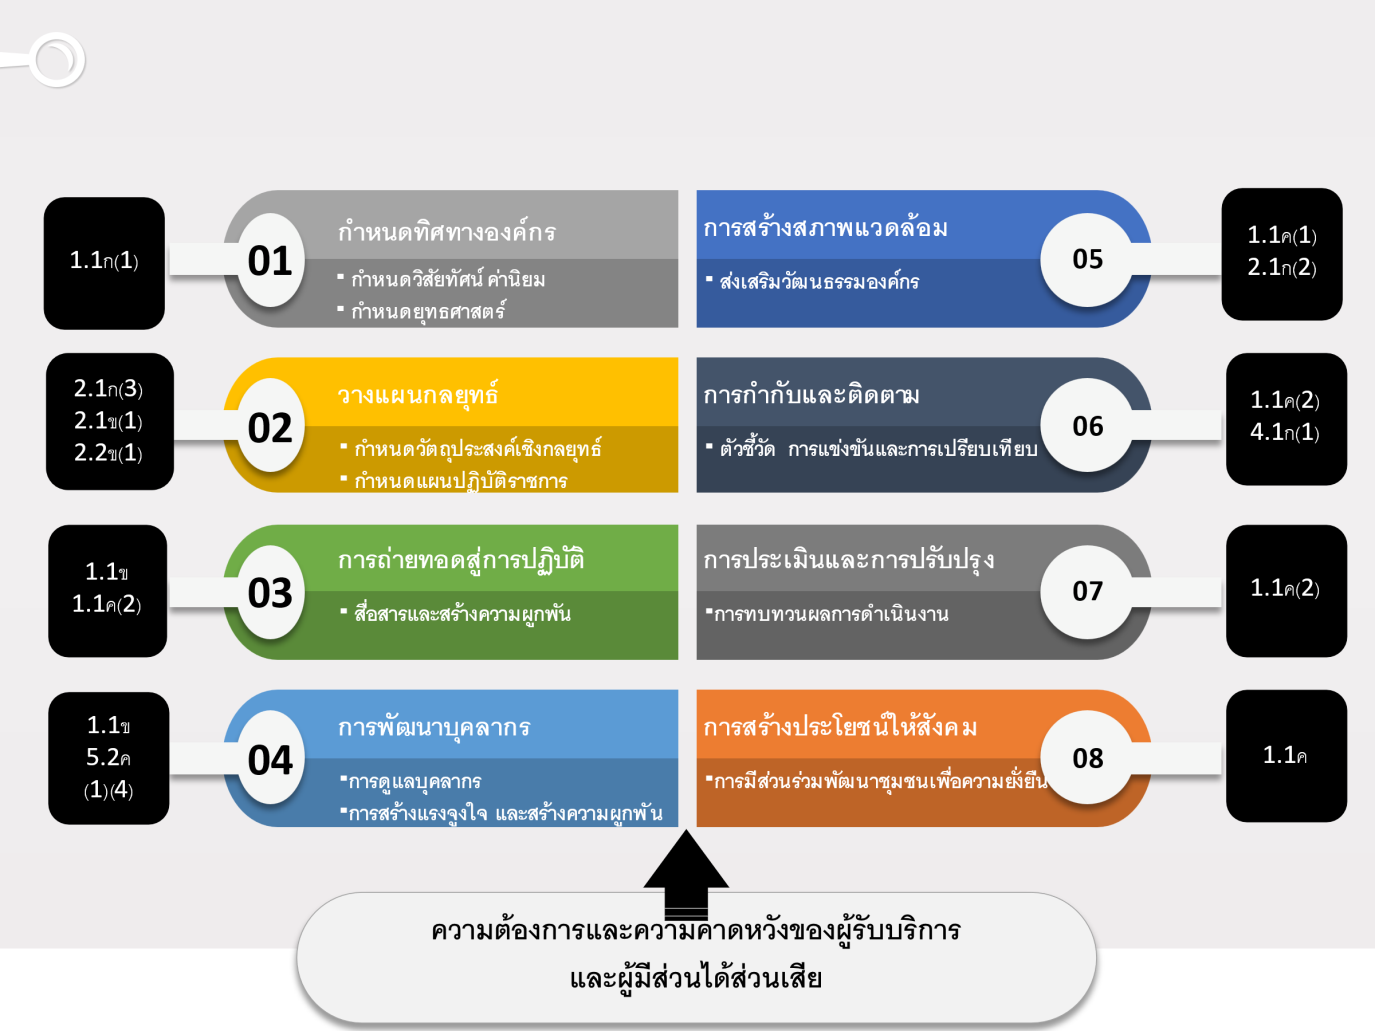 1.1ก(1)
01
กำหนดทิศทางองค์กร
▪ กำหนดวิสัยทัศน์ ค่านิยม
▪ กำหนดยุทธศาสตร์
2.1ก(3)
2.1ข(1)
2.2ข(1)
02
วางแผนกลยุทธ์
▪ กำหนดวัตถุประสงค์เชิงกลยุทธ์
▪ กำหนดแผนปฏิบัติราชการ
1.1ข
1.1ค(2)
03
การถ่ายทอดสู่การปฏิบัติ
▪ สื่อสารและสร้างความผูกพัน
1.1ข
5.2ค
(1)(4)
04
การพัฒนาบุคลากร
▪การดูแลบุคลากร
▪การสร้างแรงจูงใจ และสร้างความผูกพัน
การสร้างสภาพแวดล้อม
▪ ส่งเสริมวัฒนธรรมองค์กร
05
1.1ค(1)
2.1ก(2)
การกำกับและติดตาม
▪ ตัวชี้วัด การแข่งขันและการเปรียบเทียบ
06
1.1ค(2)
4.1ก(1)
การประเมินและการปรับปรุง
▪การทบทวนผลการดำเนินงาน
07
1.1ค(2)
การสร้างประโยชน์ให้สังคม
▪การมีส่วนร่วมพัฒนาชุมชนเพื่อความยั่งยืน
08
1.1ค
ความต้องการและความคาดหวังของผู้รับบริการ
และผู้มีส่วนได้ส่วนเสีย